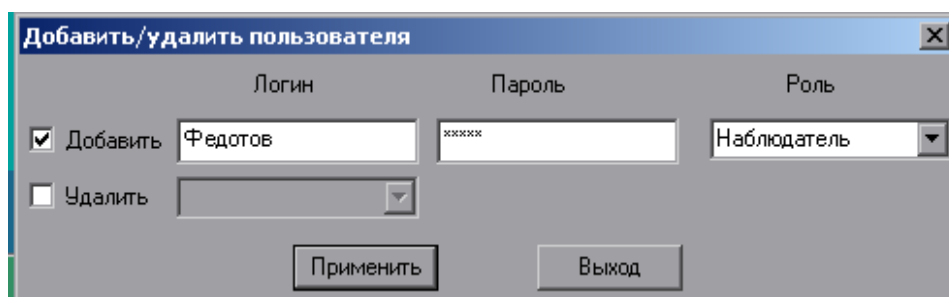 Добавить/удалить пользователя
Логин Пароль Роль
Добавить Федотов ***** Наблюдатель
Удалить
Применить Выход